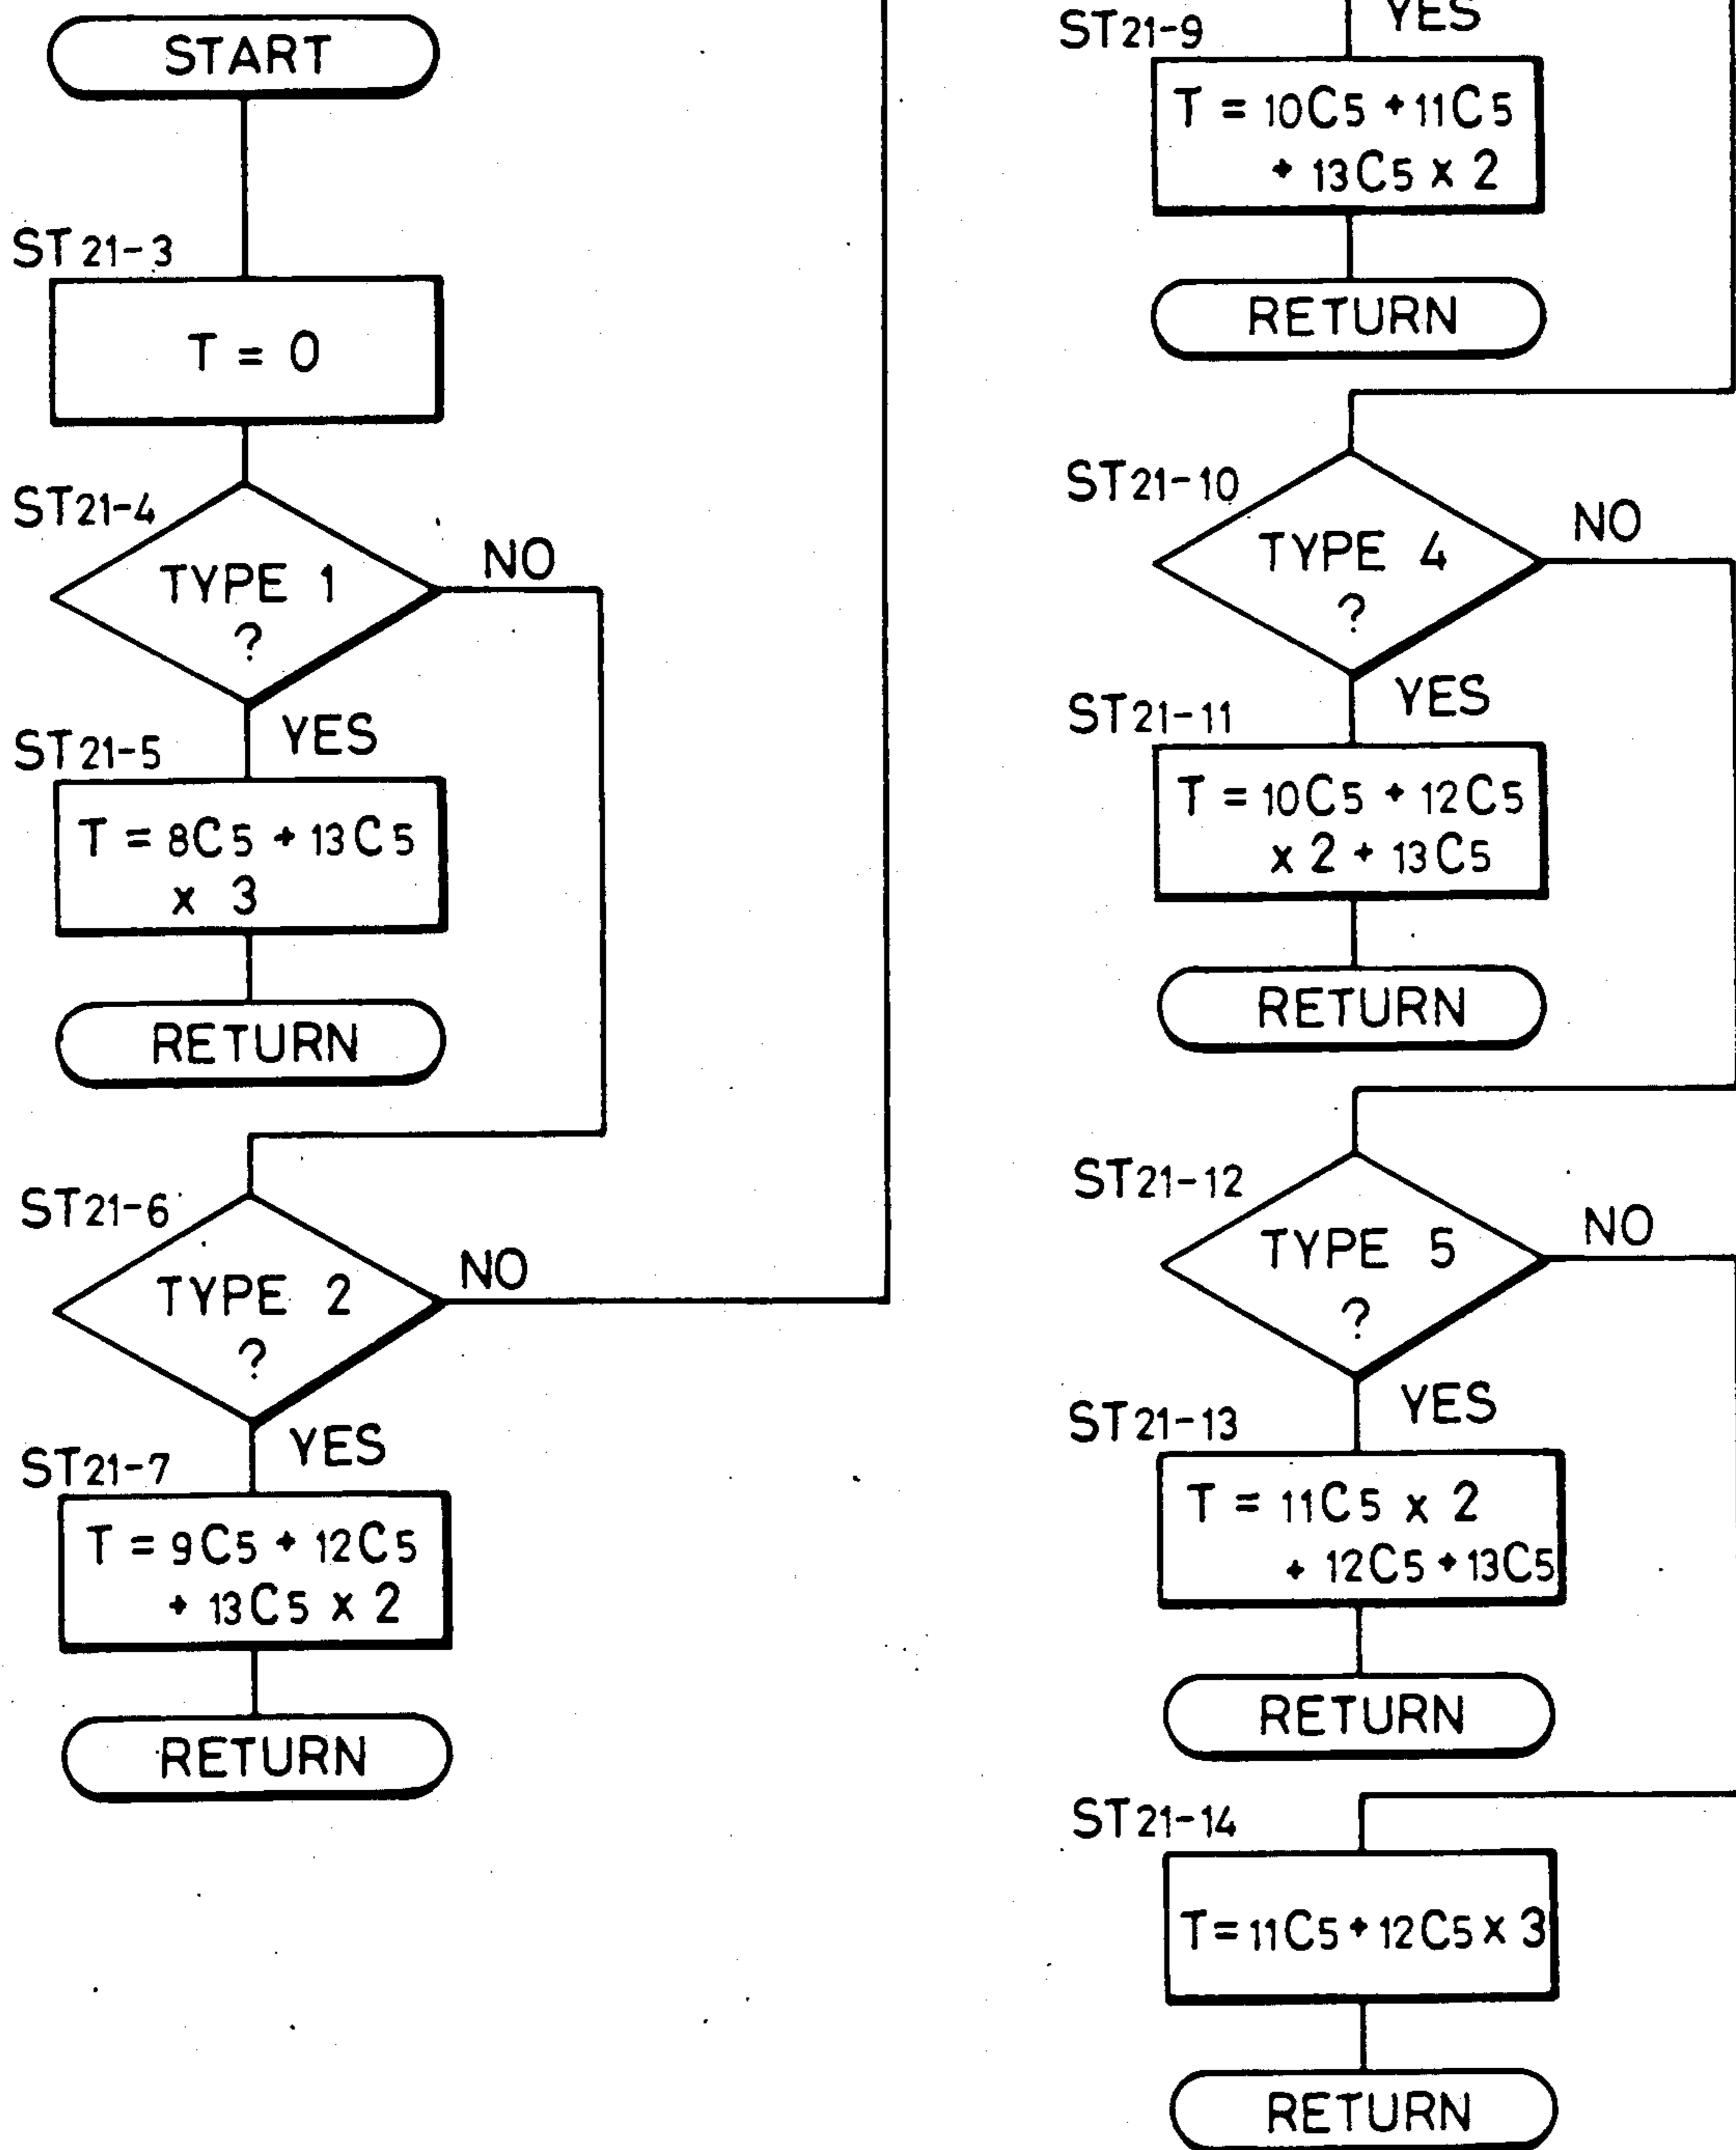 START
ST21-3
T = 0
ST21-4
TYPE 1
?
NO
YES
ST21-5
T = 8C5 + 13C5
x 3
RETURN
ST21-6
TYPE 2
?
NO
YES
ST21-7
T = 9C5 + 12C5
+ 13C5 x 2
RETURN
YES
ST21-9
T = 10C5 + 11C5
+ 13C5 x 2
RETURN
ST21-10
TYPE 4
?
NO
YES
ST21-11
T = 10C5 + 12C5
x 2 + 13C5
RETURN
ST21-12
TYPE 5
?
NO
YES
ST21-13
T = 11C5 x 2
+ 12C5 + 13C5
RETURN
ST21-14
T = 11C5 + 12C5 x 3
RETURN